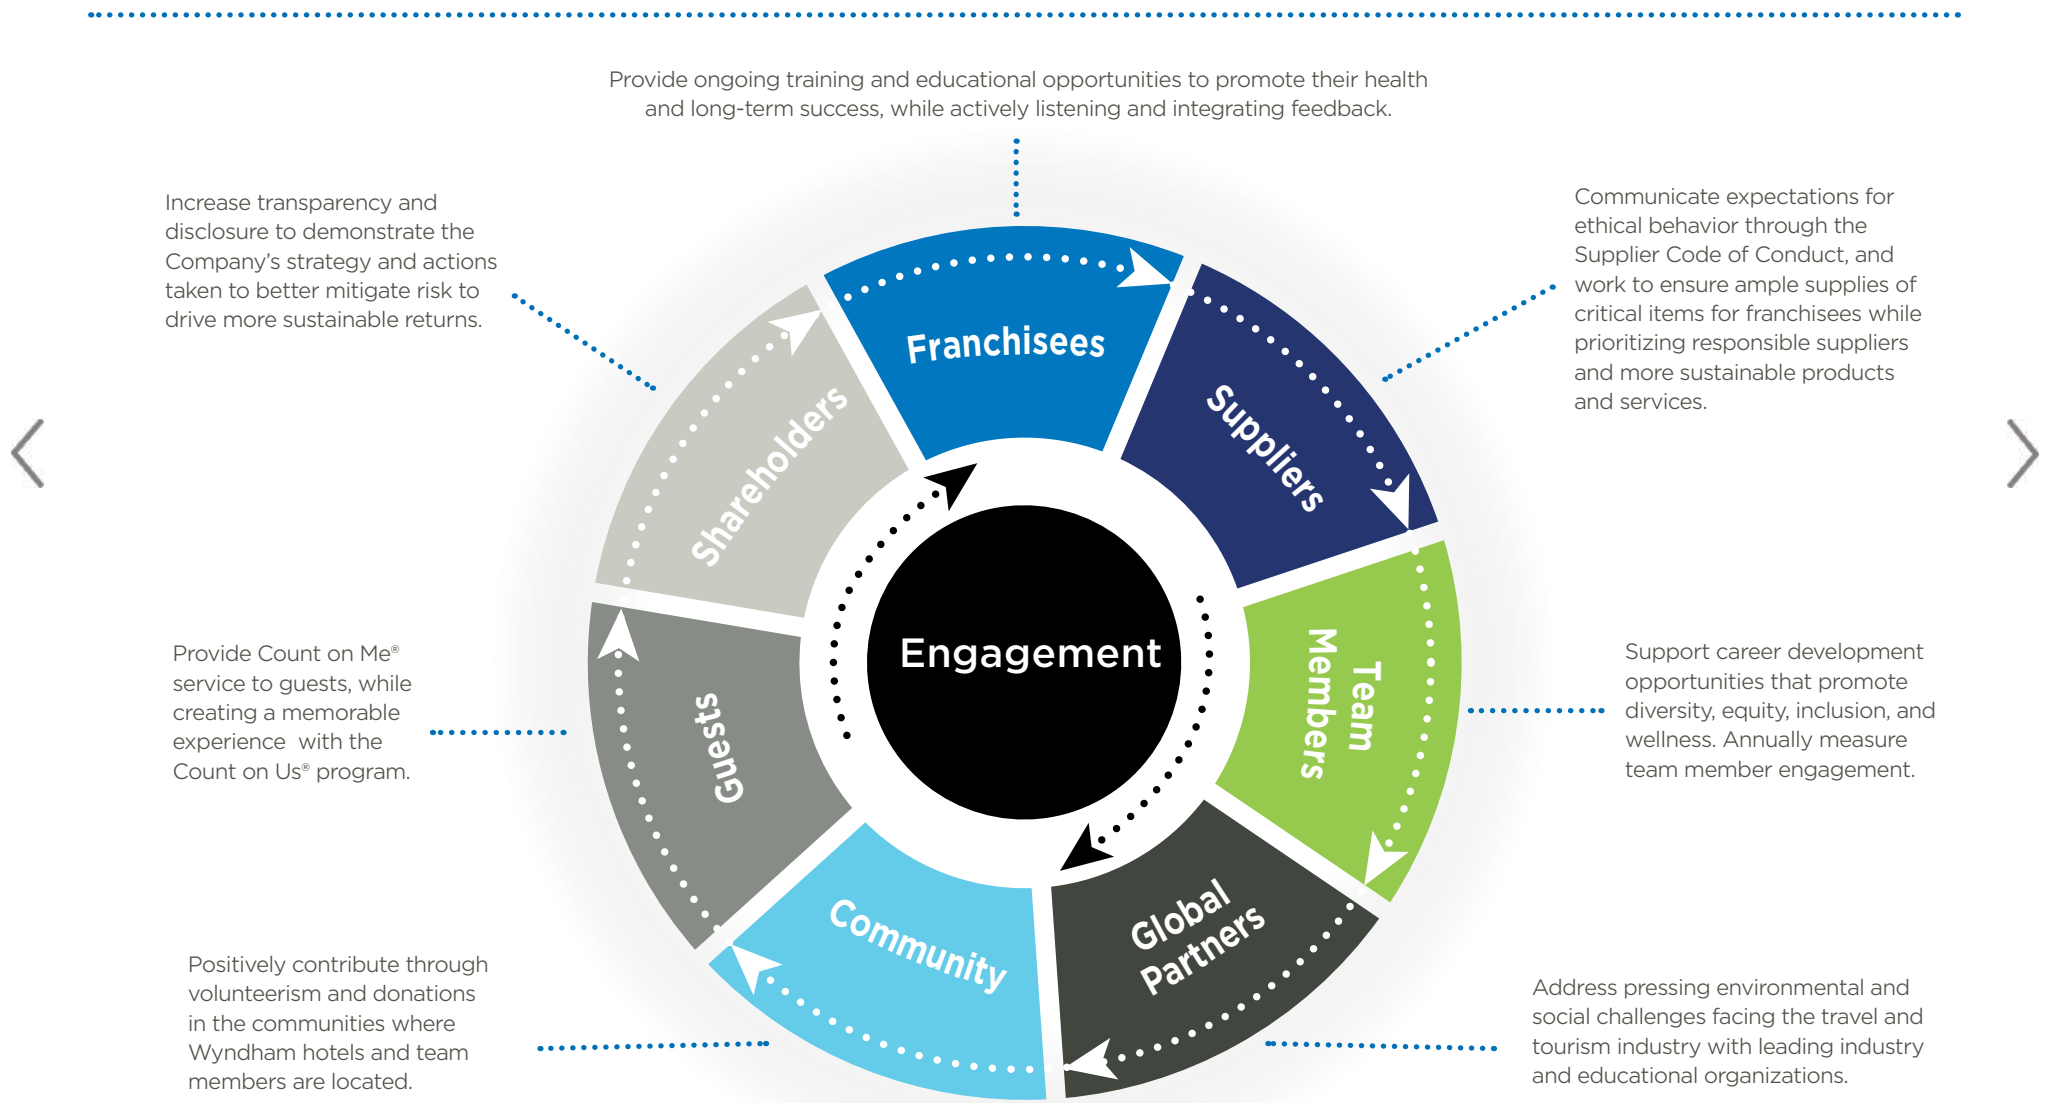 Provide ongoing training and educational opportunities to promote their health
and long-term success, while actively listening and integrating feedback.
Increase transparency and
disclosure to demonstrate the
Company's strategy and actions
taken to better mitigate risk to
drive more sustainable returns.
Communicate expectations for
ethical behavior through the
Supplier Code of Conduct, and
work to ensure ample supplies of
critical items for franchisees while
prioritizing responsible suppliers
and more sustainable products
and services.
Franchisees
Suppliers
Shareholders
Engagement
Team
Members
Guests
Global
Partners
Community
Provide Count on Me®
service to guests, while
creating a memorable
experience with the
Count on Us® program.
Support career development
opportunities that promote
diversity, equity, inclusion, and
wellness. Annually measure
team member engagement.
Positively contribute through
volunteerism and donations
in the communities where
Wyndham hotels and team
members are located.
Address pressing environmental and
social challenges facing the travel and
tourism industry with leading industry
and educational organizations.